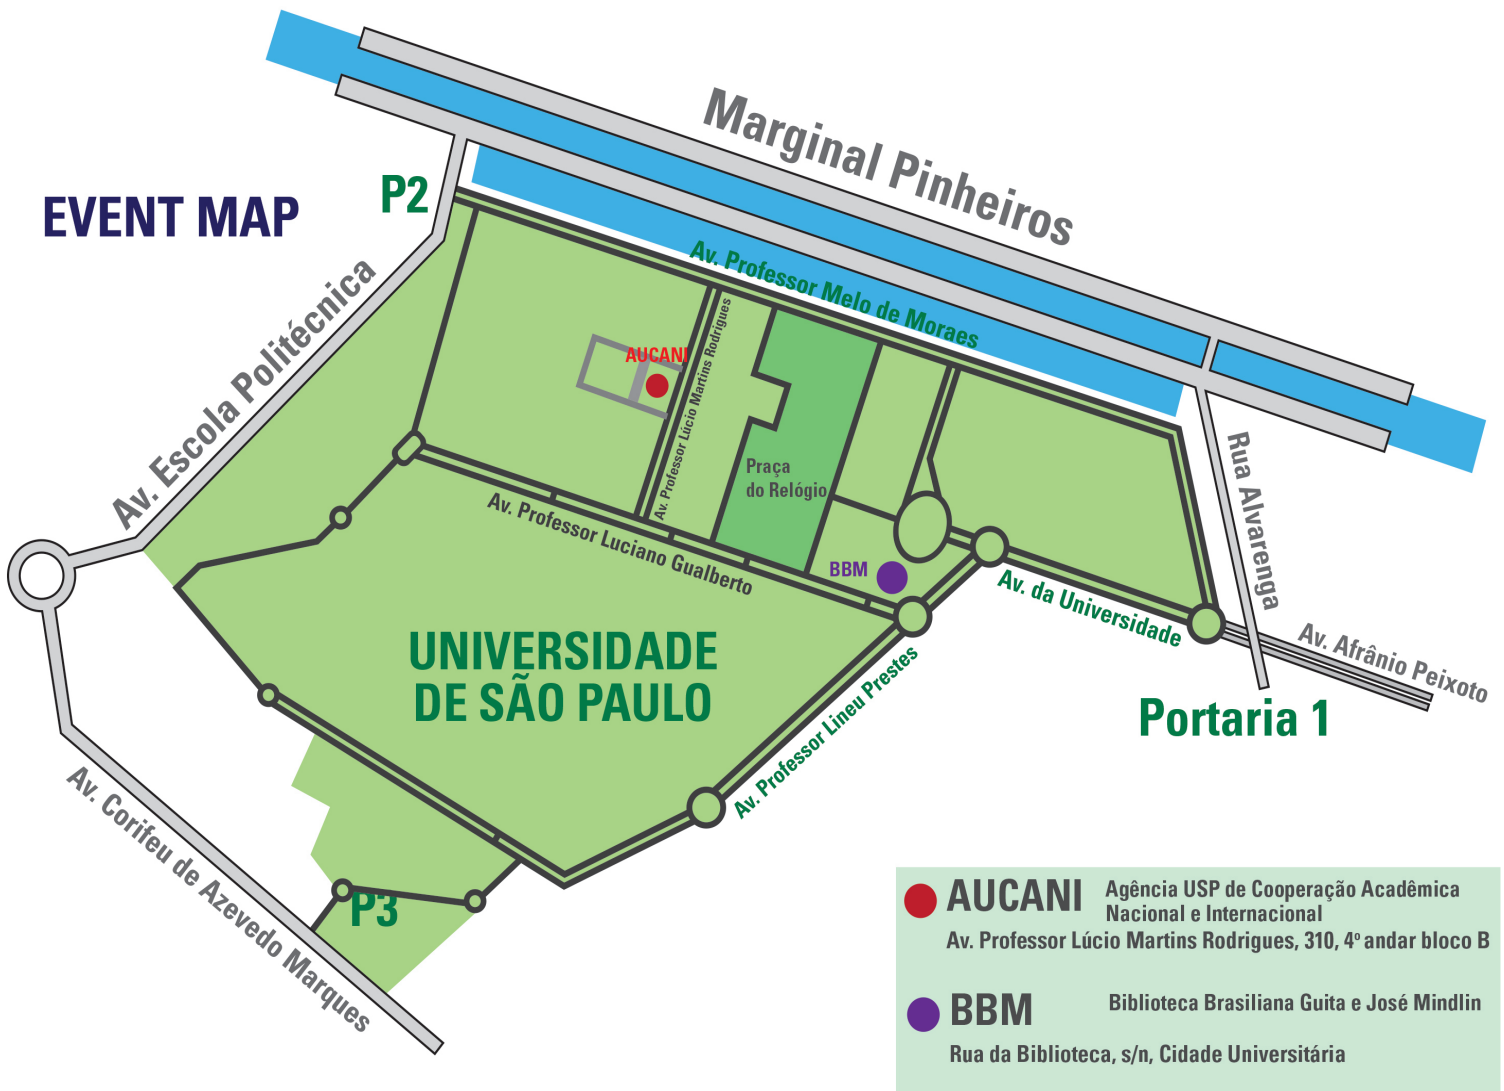 Marginal Pinheiros
P2
EVENT MAP
Av. Professor Melo de Moraes
Av. Escola Politécnica
Av. Professor Lúcio Martins Rodrigues
AUCANI
Praça
do Relógio
Rua Alvarenga
Av. Professor Luciano Gualberto
BBM
Av. da Universidade
Av. Afrânio Peixoto
UNIVERSIDADE
DE SÃO PAULO
Av. Professor Lineu Prestes
Portaria 1
Av. Corifeu de Azevedo Marques
P3
AUCANI Agência USP de Cooperação Acadêmica
Nacional e Internacional
Av. Professor Lúcio Martins Rodrigues, 310, 4º andar bloco B
BBM Biblioteca Brasiliana Guita e José Mindlin
Rua da Biblioteca, s/n, Cidade Universitária